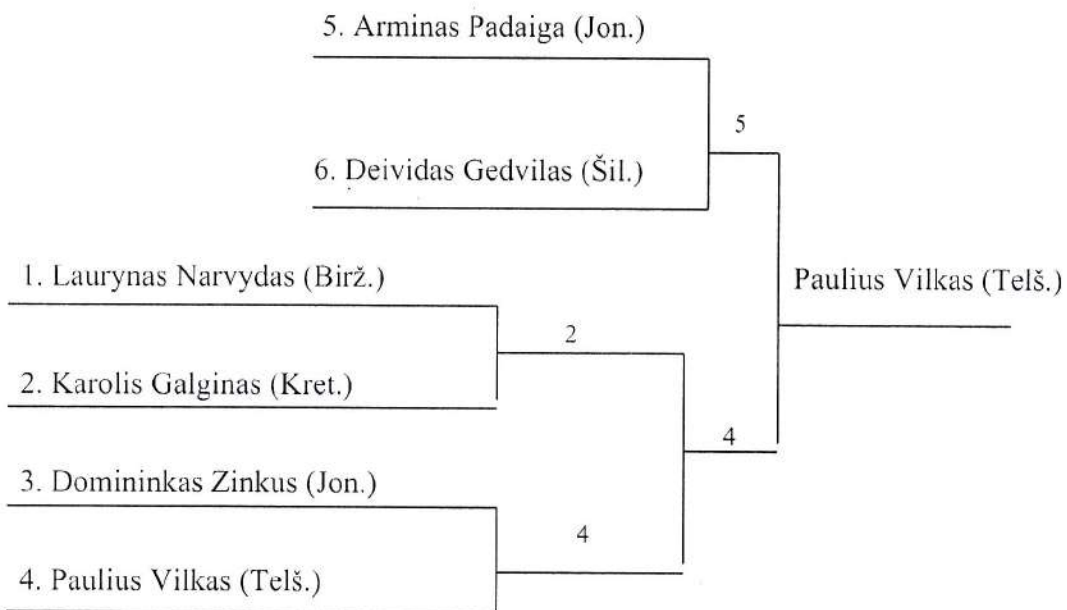 5. Arminas Padaiga (Jon.)
5
6. Deividas Gedvilas (Šil.)
1. Laurynas Narvydas (Birž.)
Paulius Vilkas (Telš.)
2
2. Karolis Galginas (Kret.)
4
3. Domininkas Zinkus (Jon.)
4
4. Paulius Vilkas (Telš.)